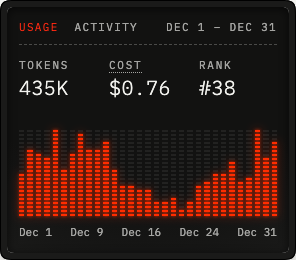 USAGE ACTIVITY DEC 1 – DEC 31
TOKENS COST RANK
435K $0.76 #38
Dec 1 Dec 9 Dec 16 Dec 24 Dec 31